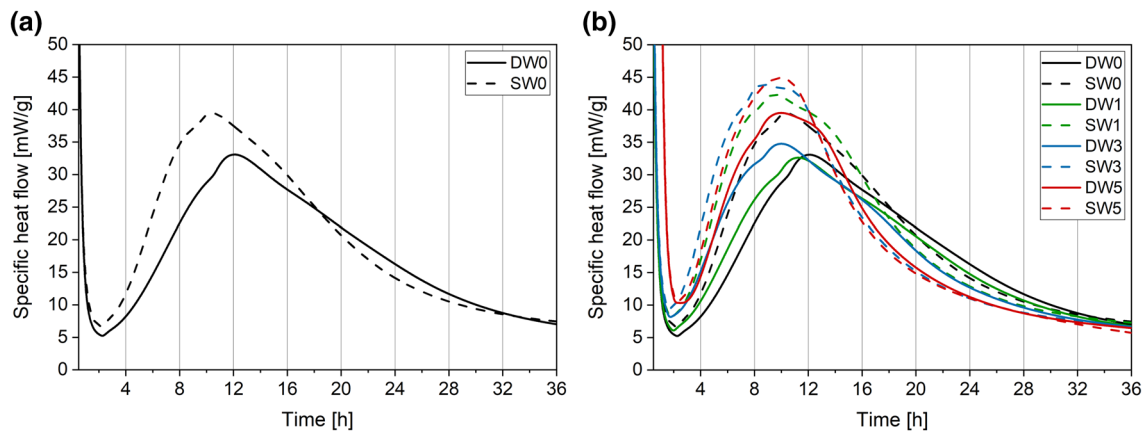 (a)
Specific heat flow [mW/g]
50
45
40
35
30
25
20
15
10
5
0
4 8 12 16 20 24 28 32 36
Time [h]
DW0
SW0
(b)
Specific heat flow [mW/g]
50
45
40
35
30
25
20
15
10
5
0
4 8 12 16 20 24 28 32 36
Time [h]
DW0
SW0
DW1
SW1
DW3
SW3
DW5
SW5